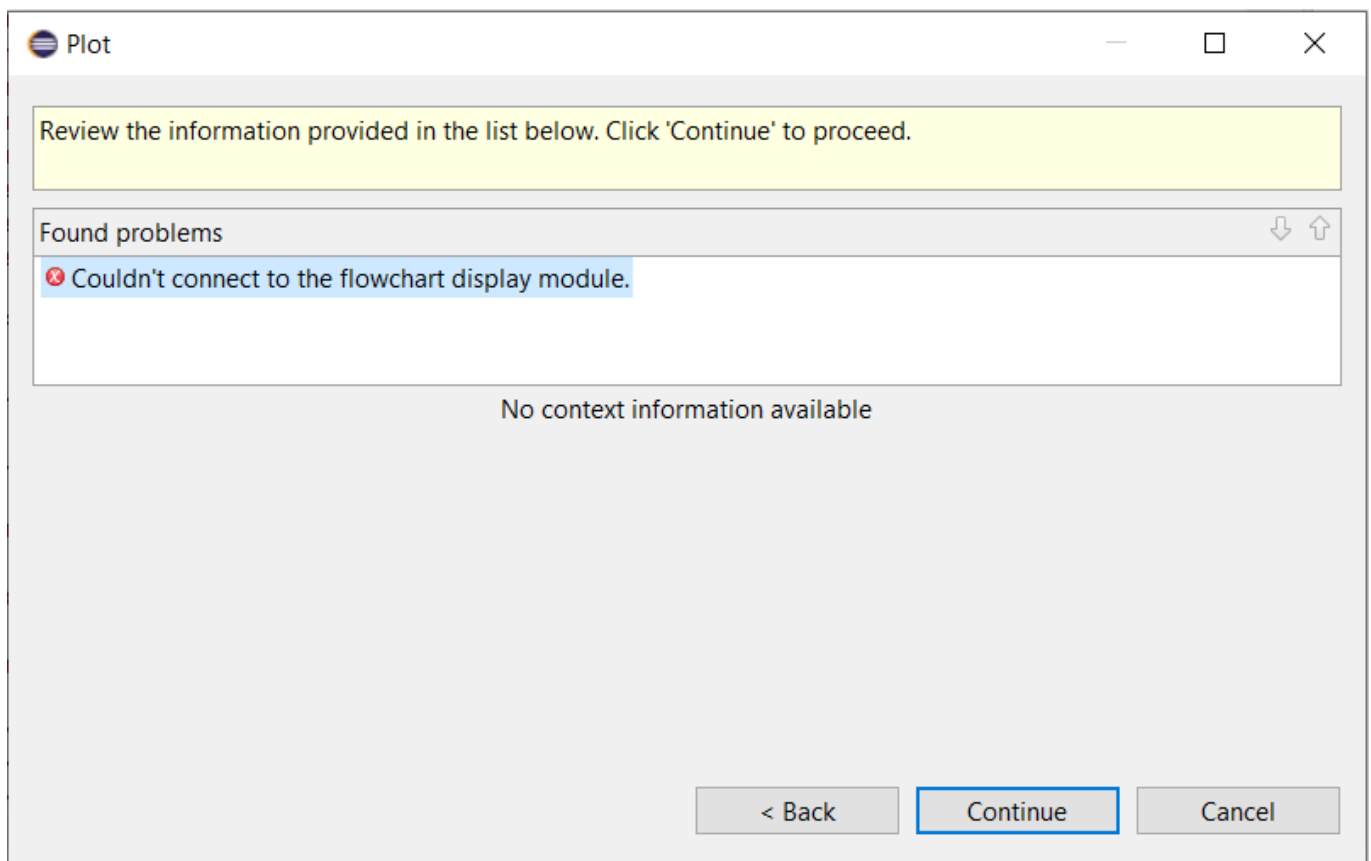 Plot
Review the information provided in the list below. Click 'Continue' to proceed.
Found problems
Couldn't connect to the flowchart display module.
No context information available
< Back
Continue
Cancel